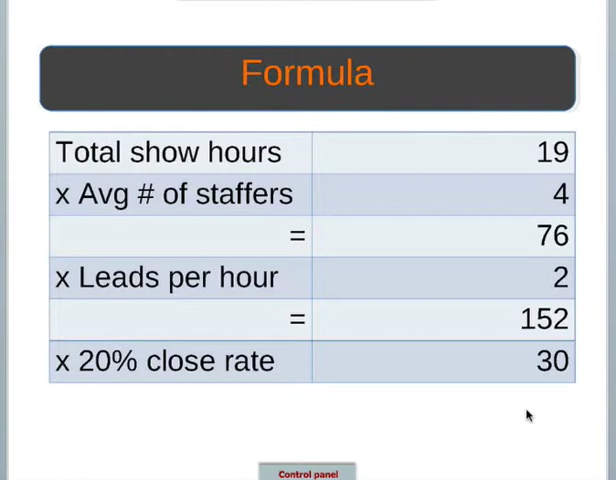 Formula
Total show hours 19
x Avg # of staffers 4
= 76
x Leads per hour 2
= 152
x 20% close rate 30
Control panel